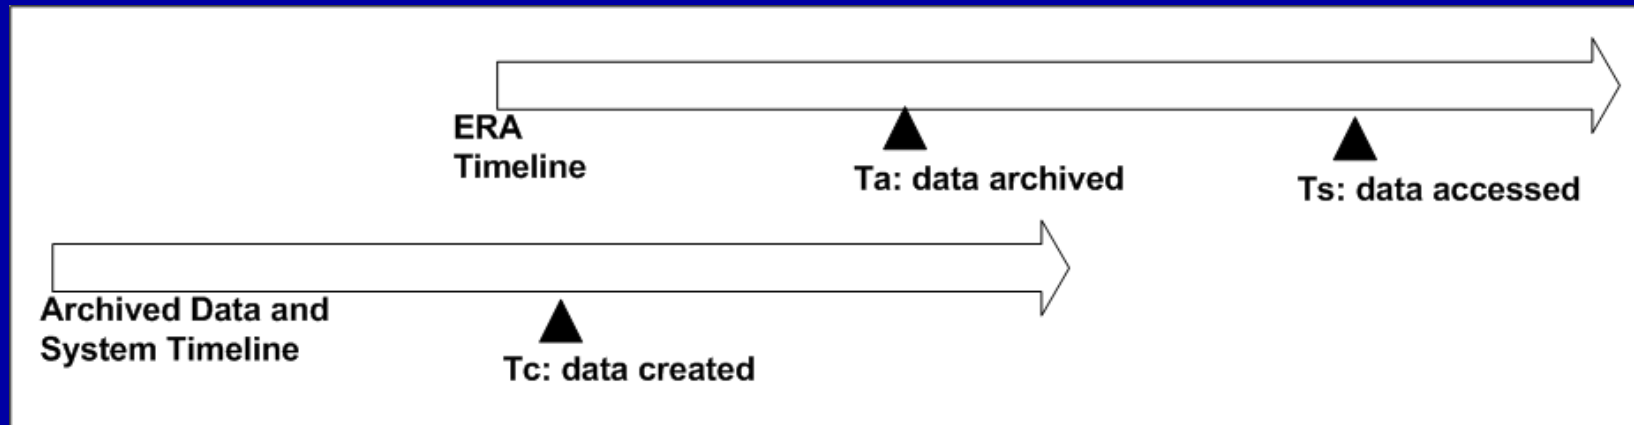 ERA
Timeline
Ta: data archived
Ts: data accessed
Archived Data and
System Timeline
Tc: data created